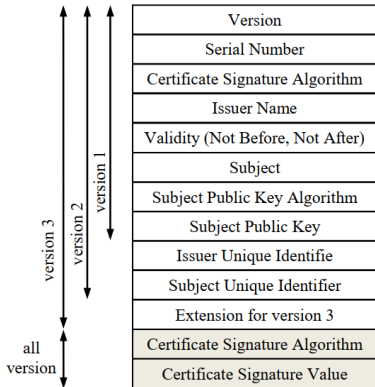 Version
Serial Number
Certificate Signature Algorithm
Issuer Name
Validity (Not Before, Not After)
Subject
Subject Public Key Algorithm
Subject Public Key
Issuer Unique Identifie
Subject Unique Identifier
Extension for version 3
Certificate Signature Algorithm
Certificate Signature Value
version 3
version 2
version 1
all
version